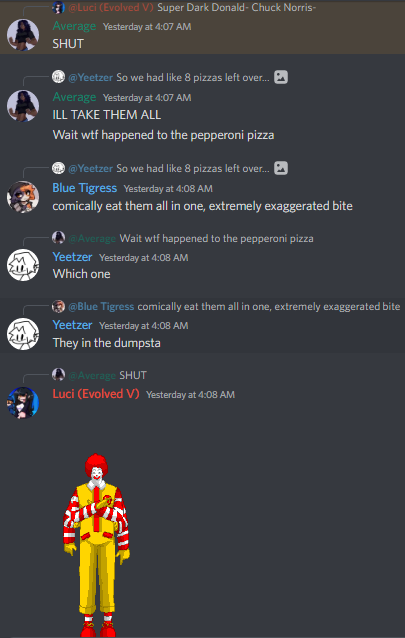 @Luci (Evolved V) Super Dark Donald- Chuck Norris-
Average Yesterday at 4:07 AM
SHUT
@Yeetzer So we had like 8 pizzas left over...
Average Yesterday at 4:07 AM
ILL TAKE THEM ALL
Wait wtf happened to the pepperoni pizza
@Yeetzer So we had like 8 pizzas left over...
Blue Tigress Yesterday at 4:08 AM
comically eat them all in one, extremely exaggerated bite
@Average Wait wtf happened to the pepperoni pizza
Yeetzer Yesterday at 4:08 AM
Which one
@Blue Tigress comically eat them all in one, extremely exaggerated bite
Yeetzer Yesterday at 4:08 AM
They in the dumpsta
@Average SHUT
Luci (Evolved V) Yesterday at 4:08 AM